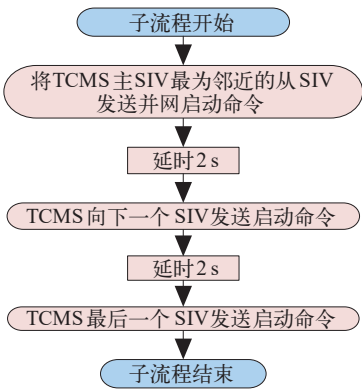 子流程开始
将TCMS主SIV最为邻近的从SIV
发送并网启动命令
延时2 s
TCMS向下一个SIV发送启动命令
延时2 s
TCMS最后一个SIV发送启动命令
子流程结束